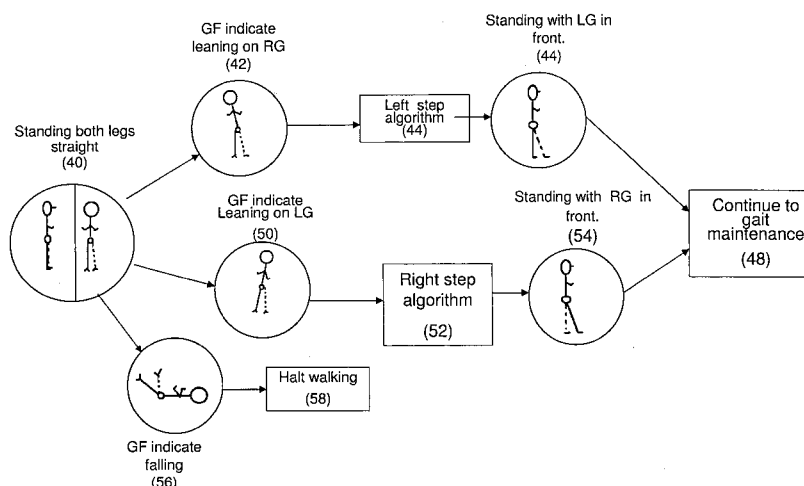 GF indicate
leaning on RG
(42)
Standing with LG in
front.
(44)
Left step
algorithm
(44)
Standing both legs
straight
(40)
GF indicate
Leaning on LG
(50)
Standing with RG in
front.
(54)
Continue to
gait
maintenance
(48)
Right step
algorithm
(52)
Halt walking
(58)
GF indicate
falling
(56)